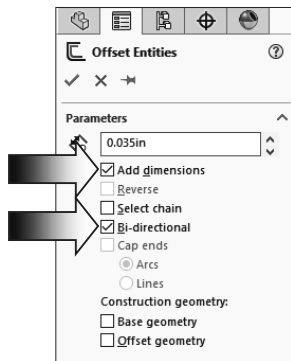 Offset Entities
Parameters
0.035in
Add dimensions
Reverse
Select chain
Bi-directional
Cap ends
Arcs
Lines
Construction geometry:
Base geometry
Offset geometry